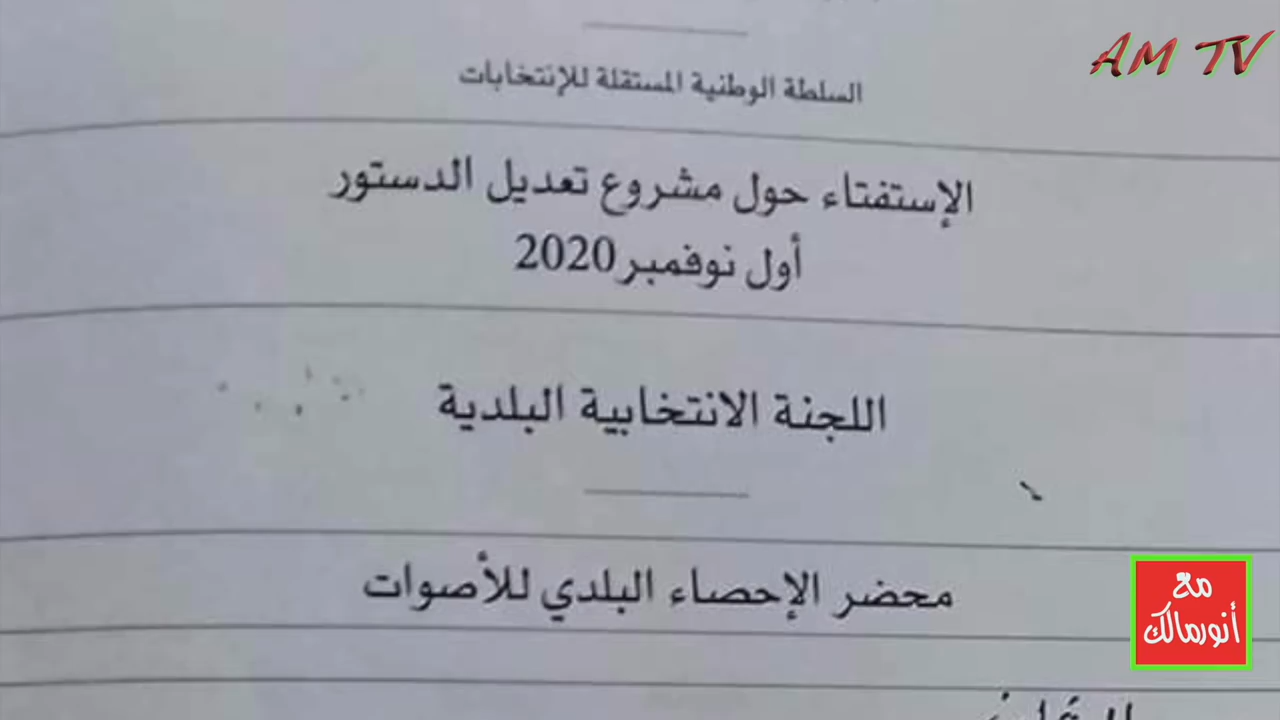 AM TV
السلطة الوطنية المستقلة للإنتخابات
الإستفتاء حول مشروع تعديل الدستور
أول نوفمبر 2020
اللجنة الانتخابية البلدية
محضر الإحصاء البلدي للأصوات
مع
أنورمالك